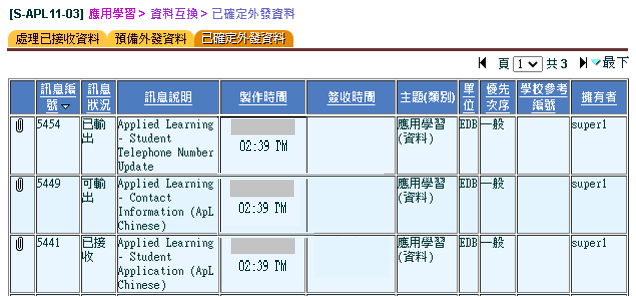 [S-APL11-03] 應用學習> 資料互換> 已確定外發資料
處理已接收資料 預備外發資料 已確定外發資料
頁 1 共3 最下
訊息編號 訊息狀況 訊息說明 製作時間 簽收時間 主題(類別) 單位 優先次序 學校參考編號 擁有者
5454 已輸出 Applied Learning - Student Telephone Number Update 02:39 PM 應用學習(資料) EDB 一般 super1
5449 可輸出 Applied Learning - Contact Information (ApL Chinese) 02:39 PM 應用學習(資料) EDB 一般 super1
5441 已接收 Applied Learning - Student Application (ApL Chinese) 02:39 PM 應用學習(資料) EDB 一般 super1